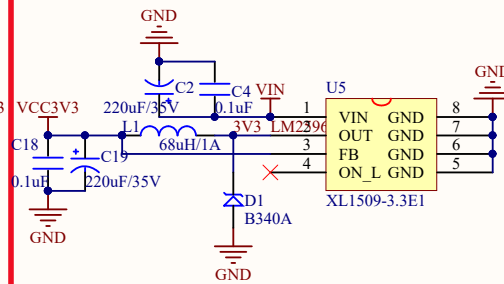 GND
C2
C4
220uF/35V
0.1uF
VIN
U5
GND
3 VCC3V3
L1
68uH/1A
3V3 LM2596
1 VIN GND 8
2 OUT GND 7
3 FB GND 6
4 ON_L GND 5
XL1509-3.3E1
C18
0.1uF
C19
220uF/35V
D1
B340A
GND
GND